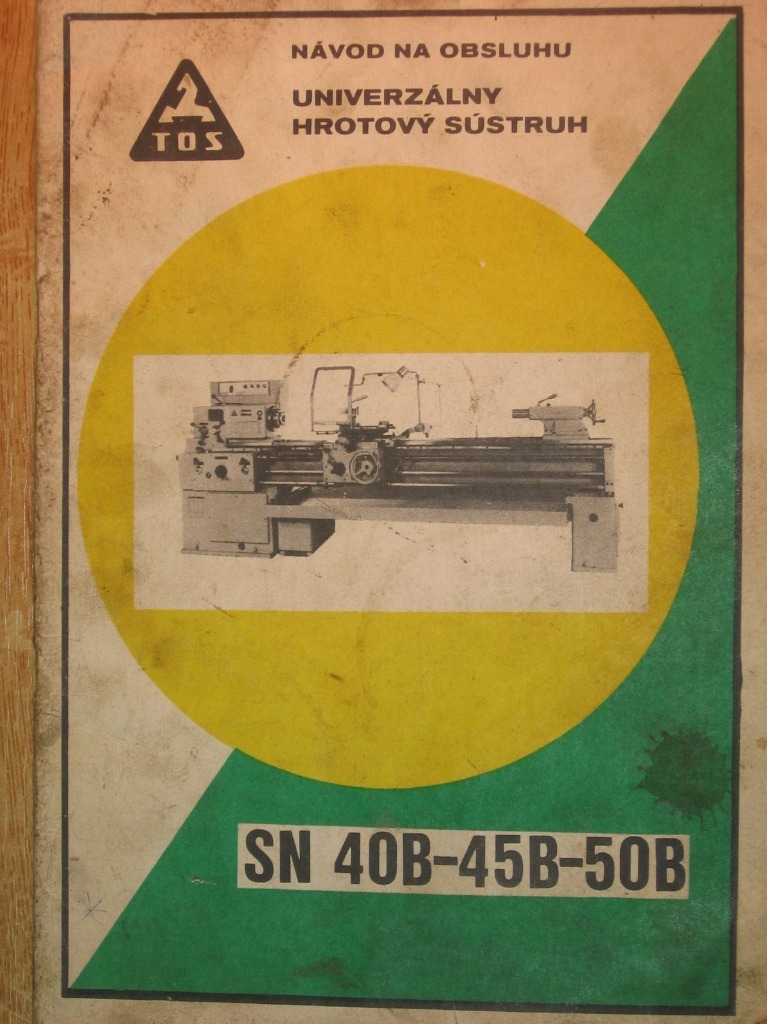 NÁVOD NA OBSLUHU
UNIVERZÁLNY
HROTOVÝ SÚSTRUH
TOS
SN 40B-45B-50B